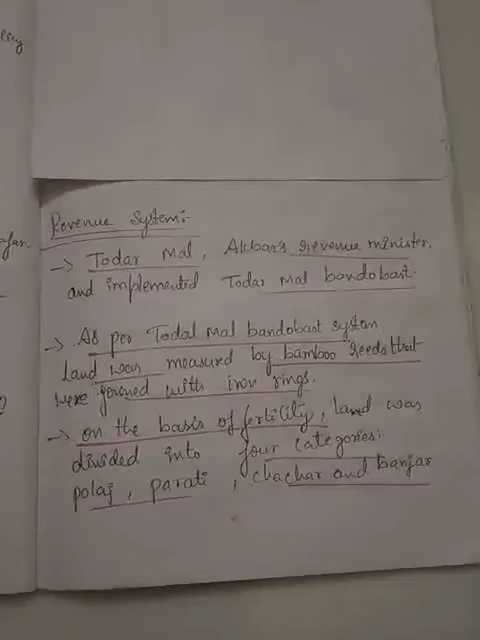 elsey
Revenue System:-
→ Todar Mal, Akbar's revenue minister,
and implemented Todar Mal bandobast.
→ As per Todal Mal bandobast system
Land was measured by bamboo reeds that
were joined with iron rings.
→ on the basis of fertility, land was
divided into four categories:
polaj, parati, chachar and banjar